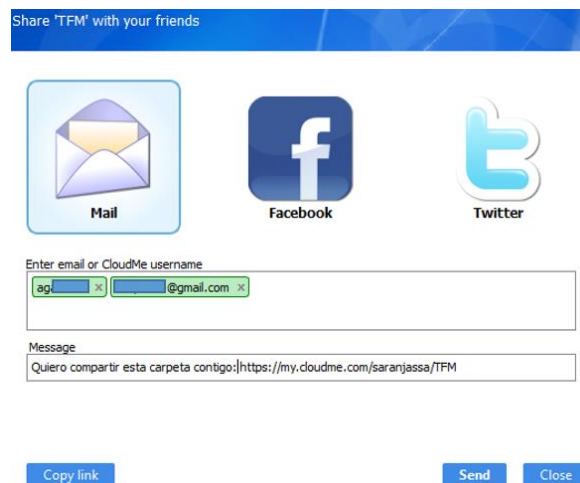 Share 'TFM' with your friends
Mail
Facebook
Twitter
Enter email or CloudMe username
@gmail.com
Message
Quiero compartir esta carpeta contigo: https://my.cloudme.com/saranjassa/TFM
Copy link
Send
Close